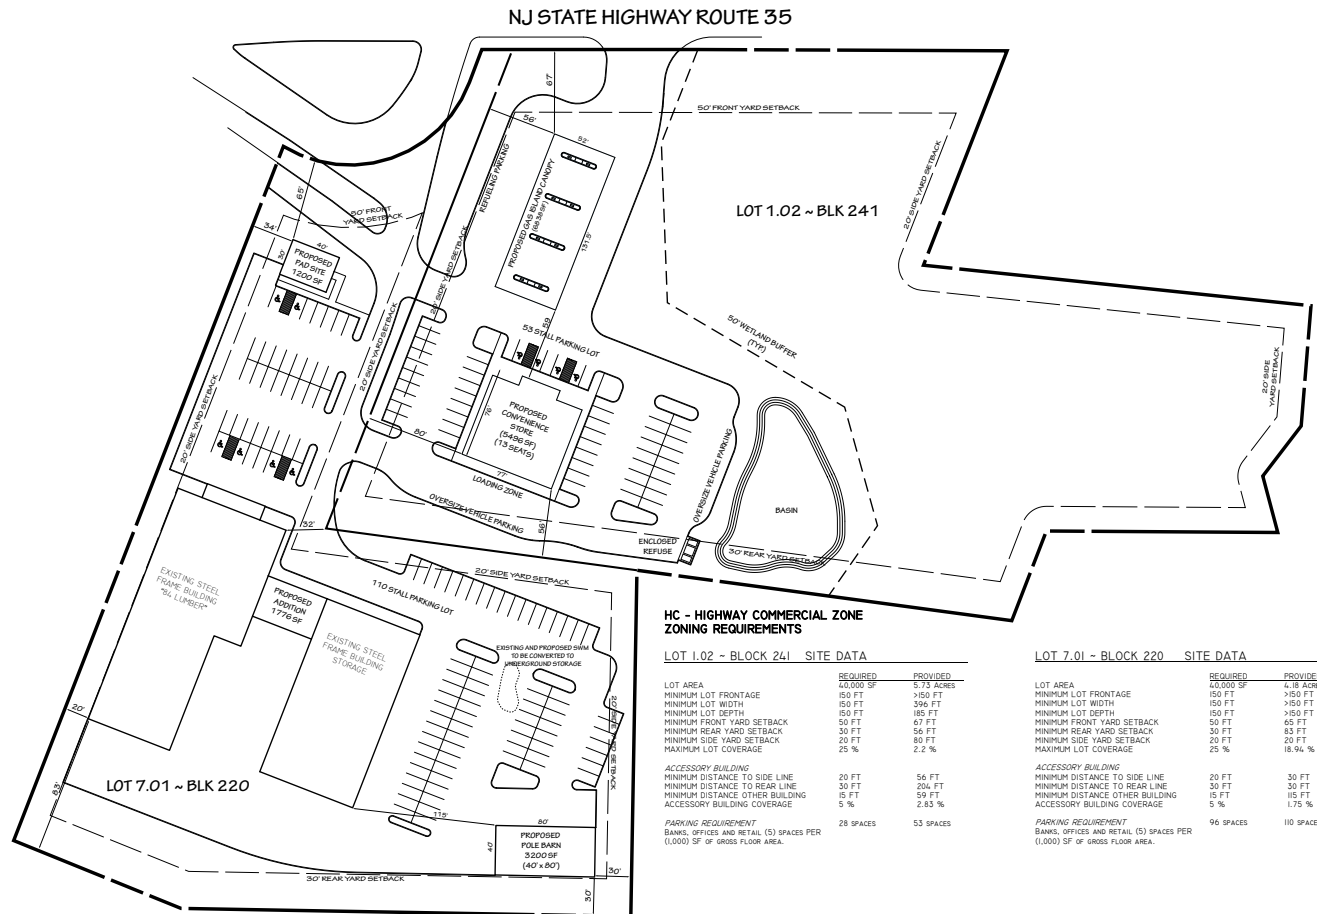 NJ STATE HIGHWAY ROUTE 35
67'
50' FRONT YARD SETBACK
56'
52'
REFUELING PARKING
PROPOSED GAS ISLAND CANOPY
(6838 SF)
131.5'
20' SIDE YARD SETBACK
LOT 1.02 ~ BLK 241
65'
50' FRONT
YARD SETBACK
34'
40'
30'
PROPOSED
PAD SITE
1200 SF
20' SIDE YARD SETBACK
59
53 STALL PARKING LOT
50' WETLAND BUFFER
(TYP)
20' SIDE YARD SETBACK
20' SIDE
YARD SETBACK
20' SIDE YARD SETBACK
76'
PROPOSED
CONVENIENCE
STORE
(5496 SF)
(13 SEATS)
80'
77'
LOADING ZONE
OVERSIZE VEHICLE PARKING
OVERSIZE VEHICLE PARKING
BASIN
32'
56'
ENCLOSED
REFUSE
30' REAR YARD SETBACK
20' SIDE YARD SETBACK
110 STALL PARKING LOT
EXISTING STEEL
FRAME BUILDING
"84 LUMBER"
PROPOSED
ADDITION
1776 SF
EXISTING STEEL
FRAME BUILDING
STORAGE
EXISTING AND PROPOSED SWM
TO BE CONVERTED TO
UNDERGROUND STORAGE
20' SIDE YARD SETBACK
20'
83'
LOT 7.01 ~ BLK 220
115'
80'
40'
PROPOSED
POLE BARN
3200 SF
(40' x 80')
30'
30'
30' REAR YARD SETBACK
HC - HIGHWAY COMMERCIAL ZONE
ZONING REQUIREMENTS
LOT 1.02 ~ BLOCK 241 SITE DATA
REQUIRED PROVIDED
LOT AREA 40,000 SF 5.73 ACRES
MINIMUM LOT FRONTAGE 150 FT >150 FT
MINIMUM LOT WIDTH 150 FT 396 FT
MINIMUM LOT DEPTH 150 FT 185 FT
MINIMUM FRONT YARD SETBACK 50 FT 67 FT
MINIMUM REAR YARD SETBACK 30 FT 56 FT
MINIMUM SIDE YARD SETBACK 20 FT 80 FT
MAXIMUM LOT COVERAGE 25 % 2.2 %
ACCESSORY BUILDING
MINIMUM DISTANCE TO SIDE LINE 20 FT 56 FT
MINIMUM DISTANCE TO REAR LINE 30 FT 204 FT
MINIMUM DISTANCE OTHER BUILDING 15 FT 59 FT
ACCESSORY BUILDING COVERAGE 5 % 2.83 %
PARKING REQUIREMENT 28 SPACES 53 SPACES
BANKS, OFFICES AND RETAIL (5) SPACES PER
(1,000) SF OF GROSS FLOOR AREA.
LOT 7.01 ~ BLOCK 220 SITE DATA
REQUIRED PROVIDE
LOT AREA 40,000 SF 4.18 ACRE
MINIMUM LOT FRONTAGE 150 FT >150 FT
MINIMUM LOT WIDTH 150 FT >150 FT
MINIMUM LOT DEPTH 150 FT >150 FT
MINIMUM FRONT YARD SETBACK 50 FT 65 FT
MINIMUM REAR YARD SETBACK 30 FT 83 FT
MINIMUM SIDE YARD SETBACK 20 FT 20 FT
MAXIMUM LOT COVERAGE 25 % 18.94 %
ACCESSORY BUILDING
MINIMUM DISTANCE TO SIDE LINE 20 FT 30 FT
MINIMUM DISTANCE TO REAR LINE 30 FT 30 FT
MINIMUM DISTANCE OTHER BUILDING 15 FT 115 FT
ACCESSORY BUILDING COVERAGE 5 % 1.75 %
PARKING REQUIREMENT 96 SPACES 110 SPACE
BANKS, OFFICES AND RETAIL (5) SPACES PER
(1,000) SF OF GROSS FLOOR AREA.